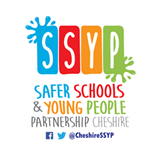 SSYP
SAFER SCHOOLS
& YOUNG PEOPLE
PARTNERSHIP CHESHIRE
@CheshireSSYP